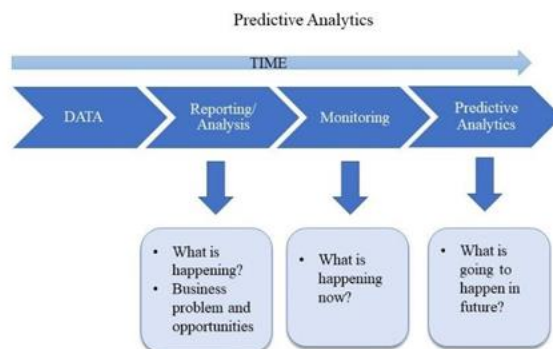 Predictive Analytics
TIME
DATA
Reporting/
Analysis
Monitoring
Predictive
Analytics
• What is
happening?
• Business
problem and
opportunities
• What is
happening
now?
• What is
going to
happen in
future?